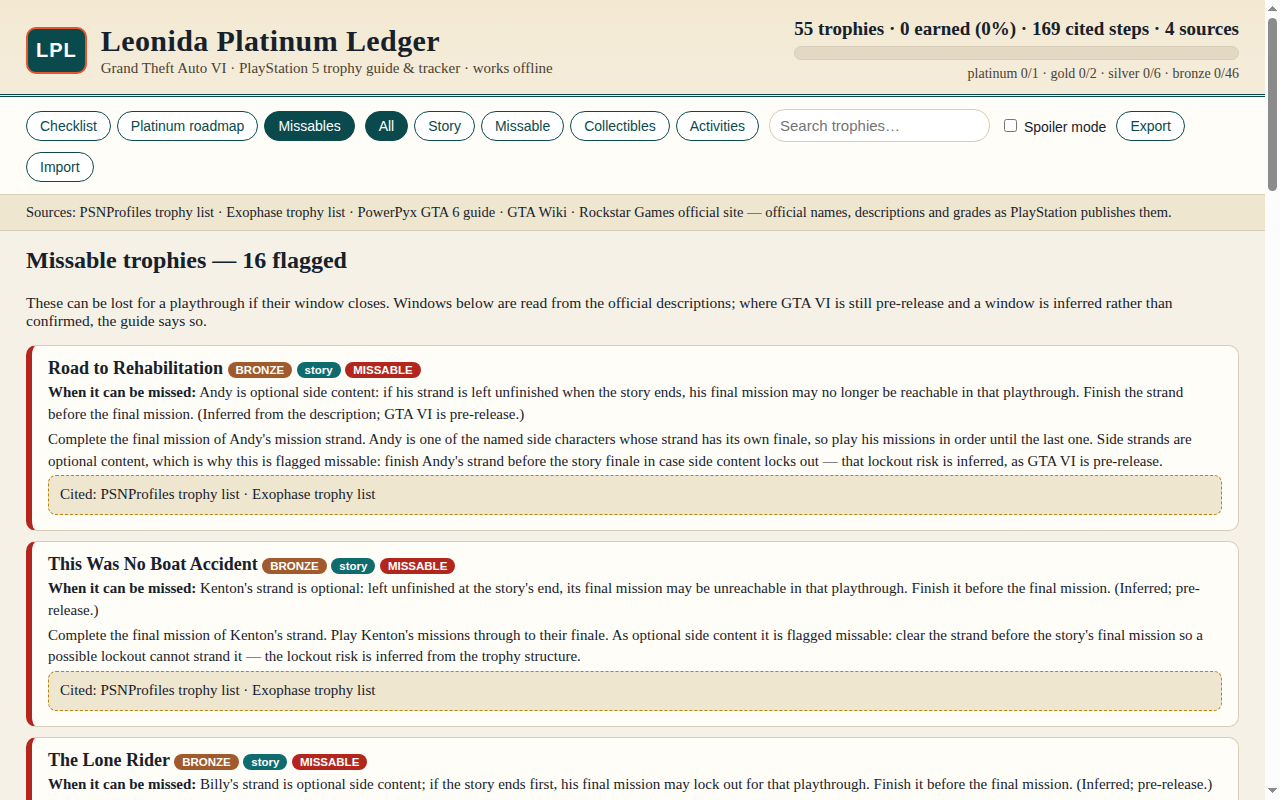 LPL
Leonida Platinum Ledger
Grand Theft Auto VI · PlayStation 5 trophy guide & tracker · works offline
55 trophies · 0 earned (0%) · 169 cited steps · 4 sources
platinum 0/1 · gold 0/2 · silver 0/6 · bronze 0/46
Checklist Platinum roadmap Missables All Story Missable Collectibles Activities Search trophies… Spoiler mode Export
Import
Sources: PSNProfiles trophy list · Exophase trophy list · PowerPyx GTA 6 guide · GTA Wiki · Rockstar Games official site — official names, descriptions and grades as PlayStation publishes them.
Missable trophies — 16 flagged
These can be lost for a playthrough if their window closes. Windows below are read from the official descriptions; where GTA VI is still pre-release and a window is inferred rather than
confirmed, the guide says so.
Road to Rehabilitation BRONZE story MISSABLE
When it can be missed: Andy is optional side content: if his strand is left unfinished when the story ends, his final mission may no longer be reachable in that playthrough. Finish the strand
before the final mission. (Inferred from the description; GTA VI is pre-release.)
Complete the final mission of Andy's mission strand. Andy is one of the named side characters whose strand has its own finale, so play his missions in order until the last one. Side strands are
optional content, which is why this is flagged missable: finish Andy's strand before the story finale in case side content locks out — that lockout risk is inferred, as GTA VI is pre-release.
Cited: PSNProfiles trophy list · Exophase trophy list
This Was No Boat Accident BRONZE story MISSABLE
When it can be missed: Kenton's strand is optional: left unfinished at the story's end, its final mission may be unreachable in that playthrough. Finish it before the final mission. (Inferred; pre-
release.)
Complete the final mission of Kenton's strand. Play Kenton's missions through to their finale. As optional side content it is flagged missable: clear the strand before the story's final mission so a
possible lockout cannot strand it — the lockout risk is inferred from the trophy structure.
Cited: PSNProfiles trophy list · Exophase trophy list
The Lone Rider BRONZE story MISSABLE
When it can be missed: Billy's strand is optional side content; if the story ends first, his final mission may lock out for that playthrough. Finish it before the final mission. (Inferred; pre-release.)